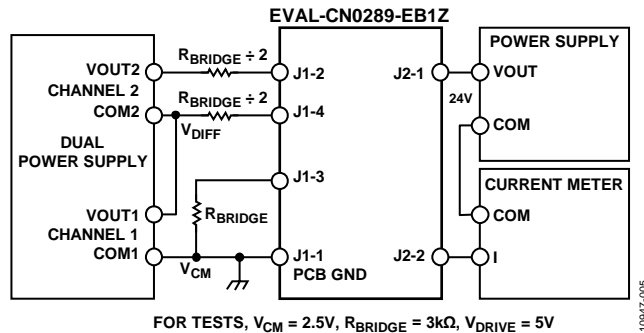 EVAL-CN0289-EB1Z
POWER SUPPLY
VOUT2
CHANNEL 2
COM2
DUAL
POWER SUPPLY
VOUT1
CHANNEL 1
COM1
RBRIDGE ÷ 2
RBRIDGE ÷ 2
VDIFF
RBRIDGE
VCM
J1-2
J1-4
J1-3
J1-1
PCB GND
J2-1
J2-2
24V
VOUT
COM
CURRENT METER
COM
I
FOR TESTS, VCM = 2.5V, RBRIDGE = 3kΩ, VDRIVE = 5V